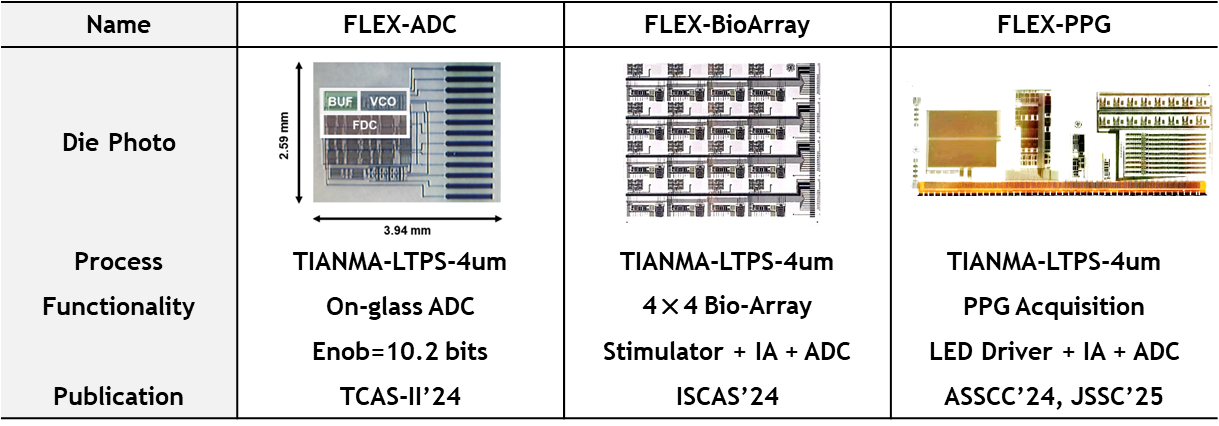 Name FLEX-ADC FLEX-BioArray FLEX-PPG
Die Photo
BUF VCO
FDC
2.59 mm
3.94 mm
Process TIANMA-LTPS-4um TIANMA-LTPS-4um TIANMA-LTPS-4um
Functionality On-glass ADC 4×4 Bio-Array PPG Acquisition
Enob=10.2 bits Stimulator + IA + ADC LED Driver + IA + ADC
Publication TCAS-II’24 ISCAS’24 ASSCC’24, JSSC’25